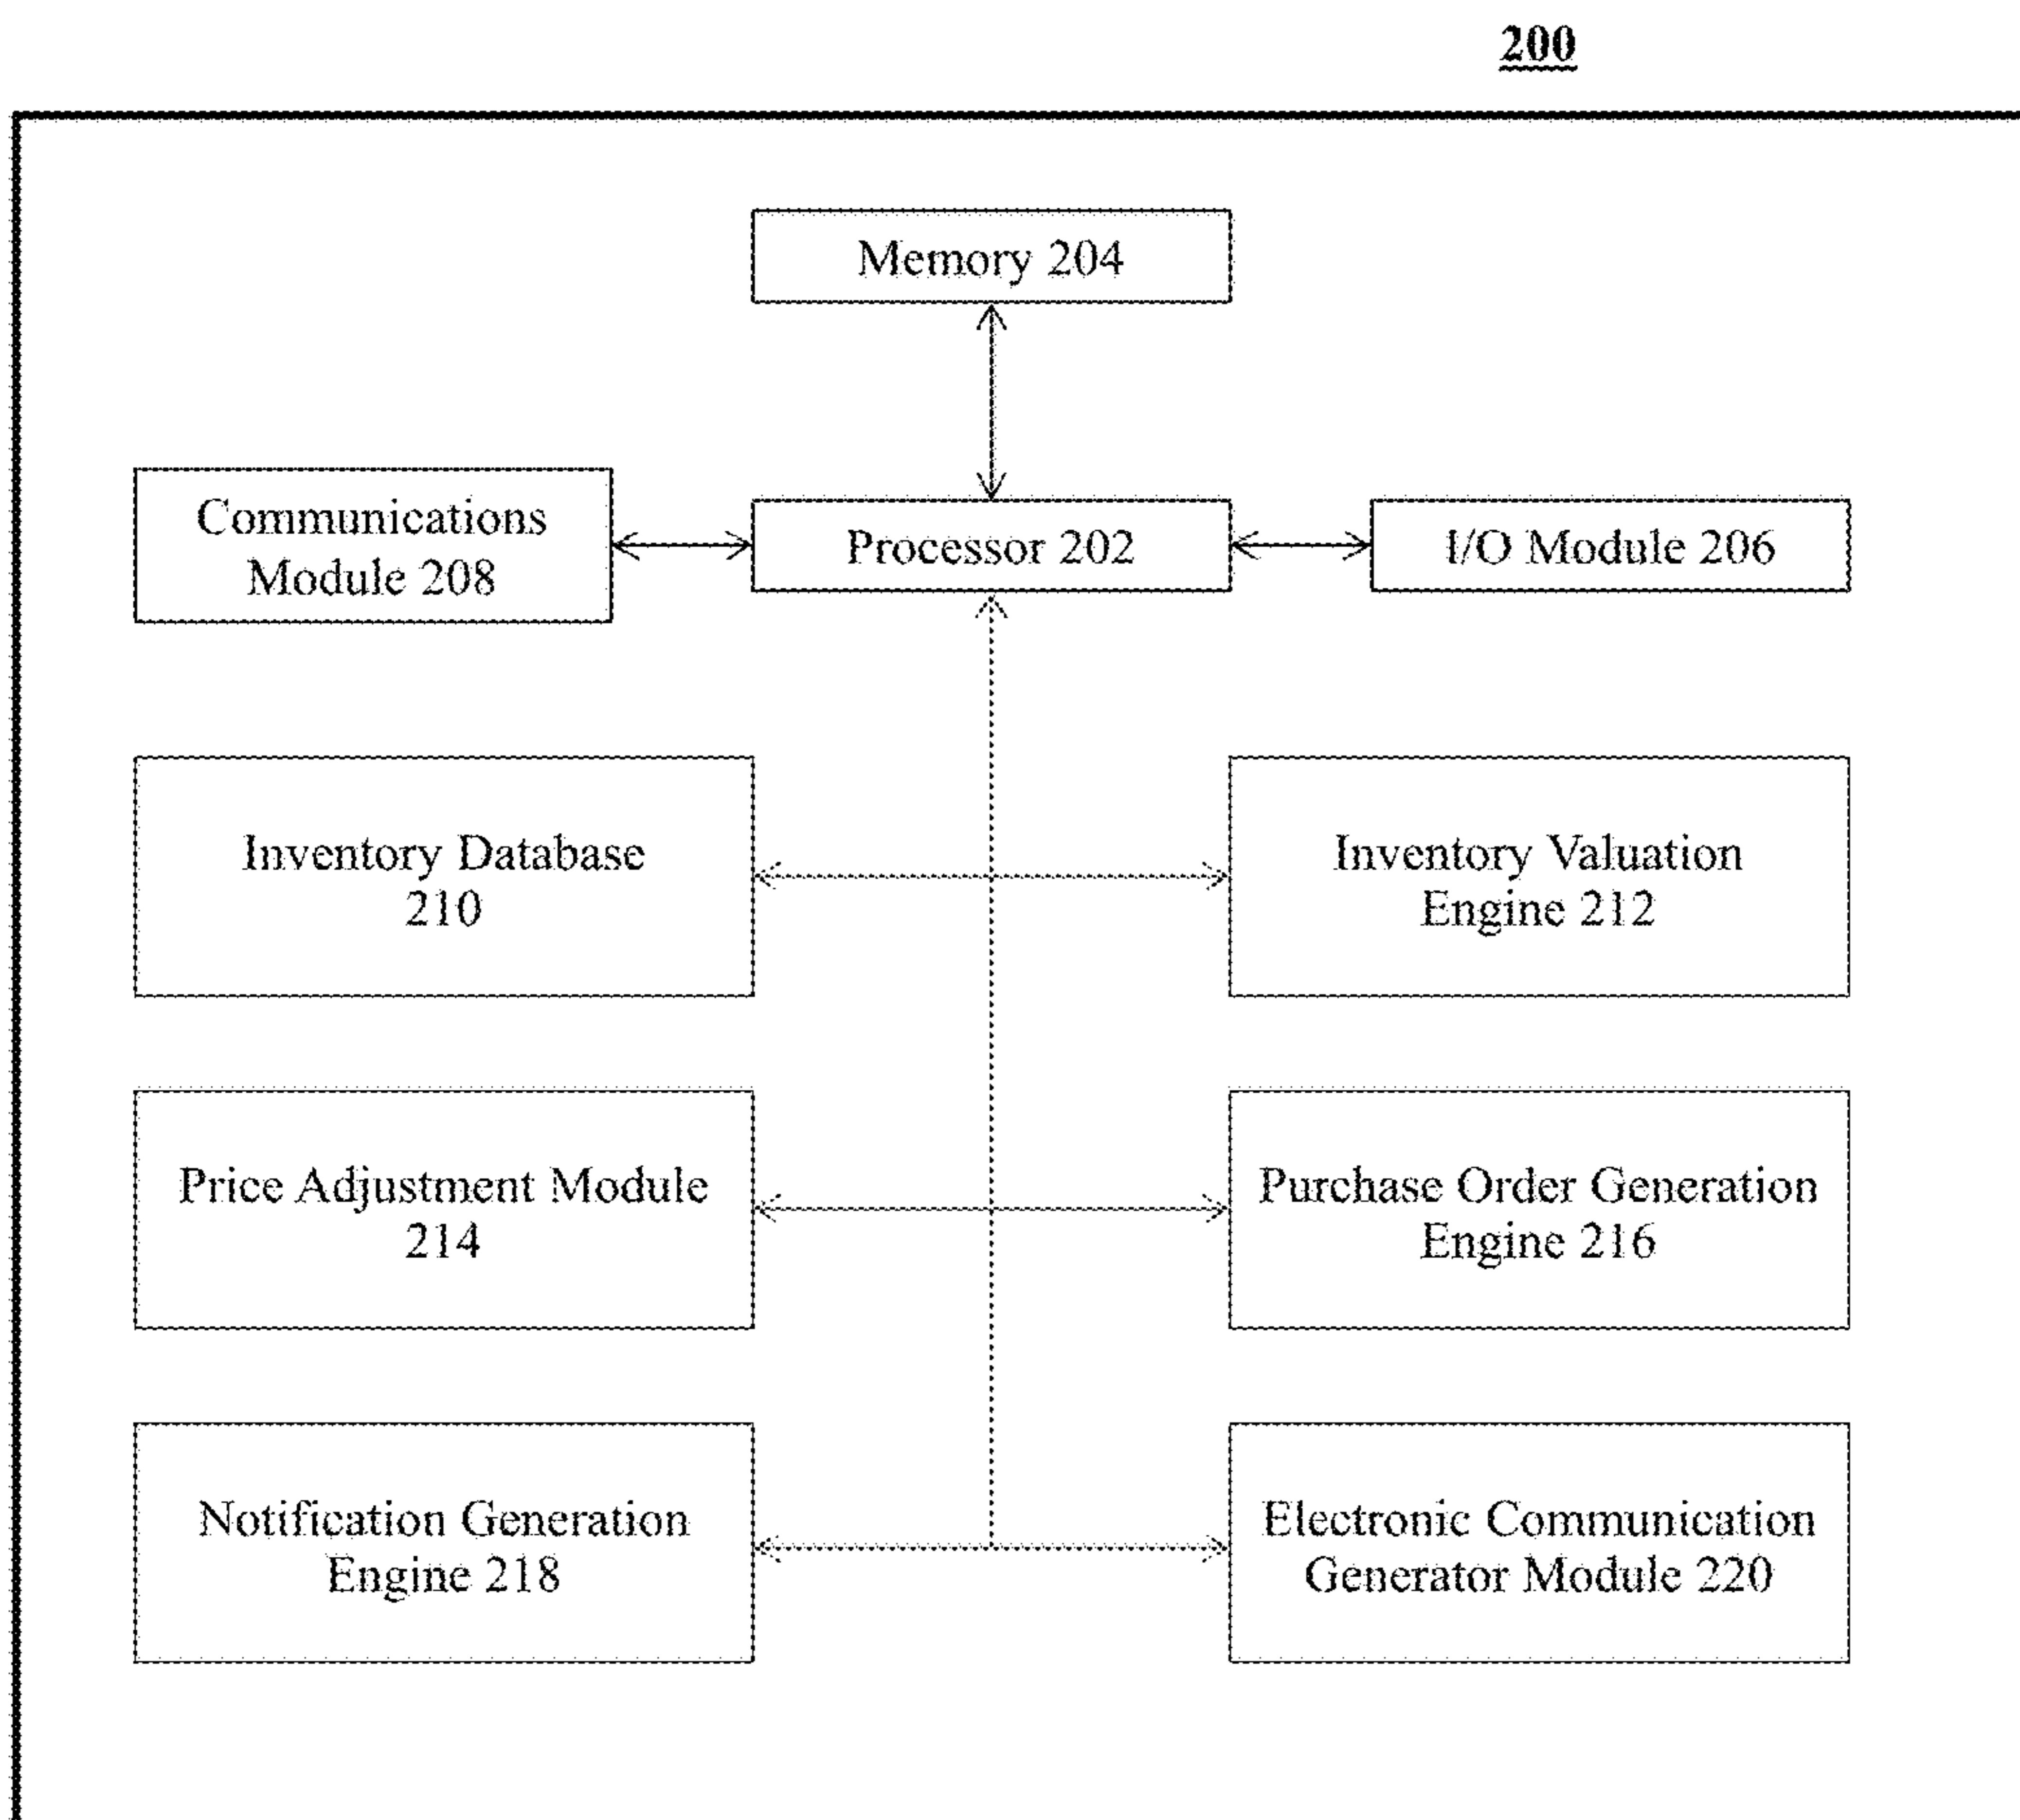 200
Memory 204
Communications
Module 208
Processor 202
I/O Module 206
Inventory Database
210
Inventory Valuation
Engine 212
Price Adjustment Module
214
Purchase Order Generation
Engine 216
Notification Generation
Engine 218
Electronic Communication
Generator Module 220